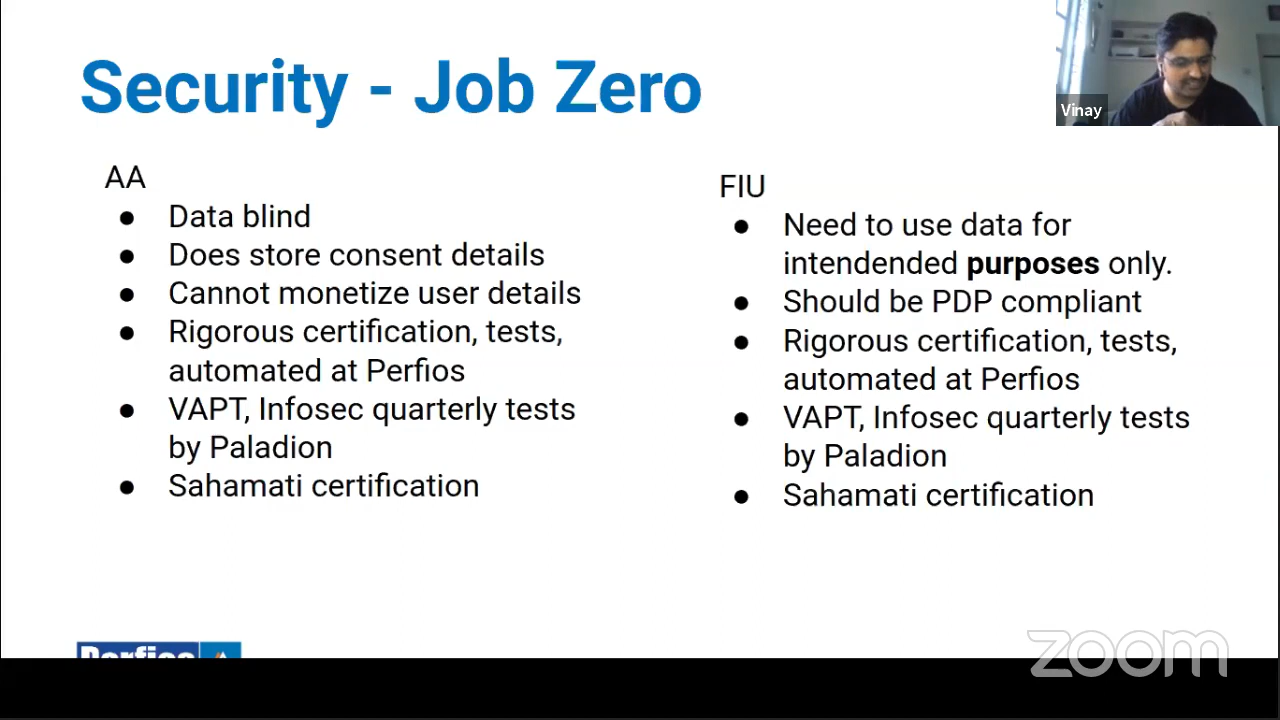 Security - Job Zero
Vinay
AA
● Data blind
● Does store consent details
● Cannot monetize user details
● Rigorous certification, tests,
automated at Perfios
● VAPT, Infosec quarterly tests
by Paladion
● Sahamati certification
FIU
● Need to use data for
intendended purposes only.
● Should be PDP compliant
● Rigorous certification, tests,
automated at Perfios
● VAPT, Infosec quarterly tests
by Paladion
● Sahamati certification
Perfios
zoom